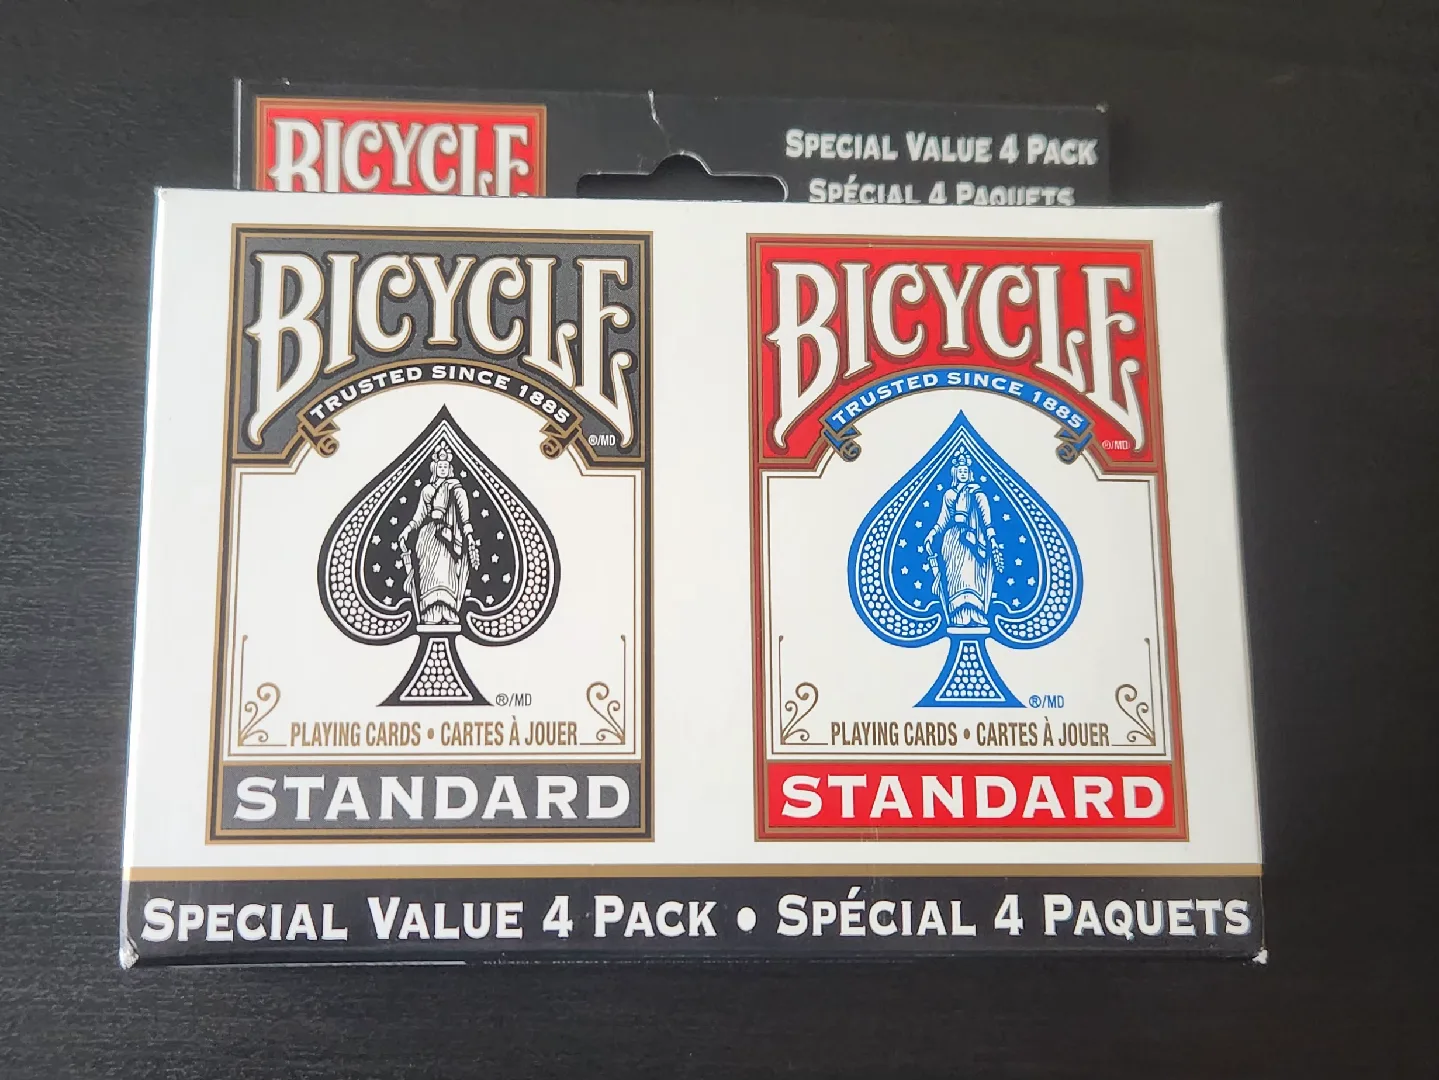 BICYCLE
SPECIAL VALUE 4 PACK
SPÉCIAL 4 PAQUETS
BICYCLE
TRUSTED SINCE 1885
®/MD
®/MD
PLAYING CARDS • CARTES À JOUER
STANDARD
BICYCLE
TRUSTED SINCE 1885
®/MD
®/MD
PLAYING CARDS • CARTES À JOUER
STANDARD
SPECIAL VALUE 4 PACK • SPÉCIAL 4 PAQUETS